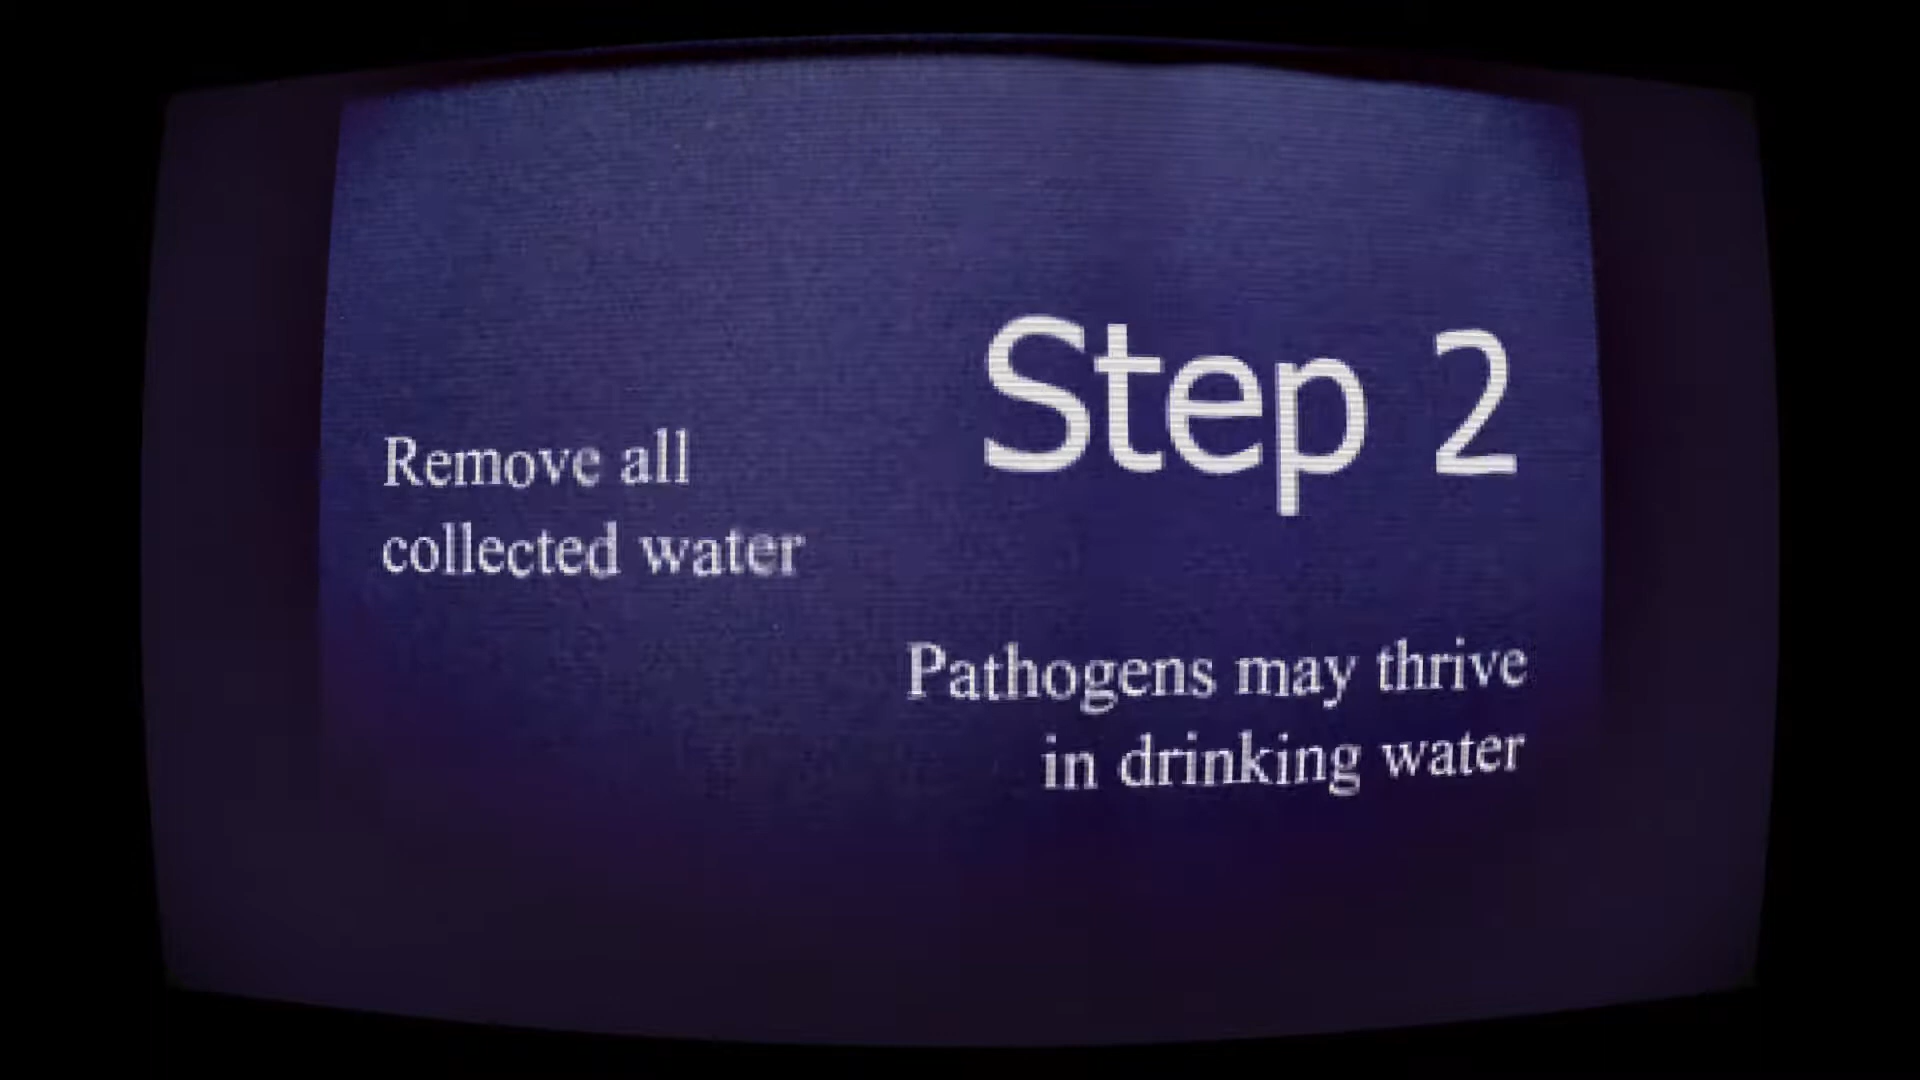 Step 2
Remove all
collected water
Pathogens may thrive
in drinking water